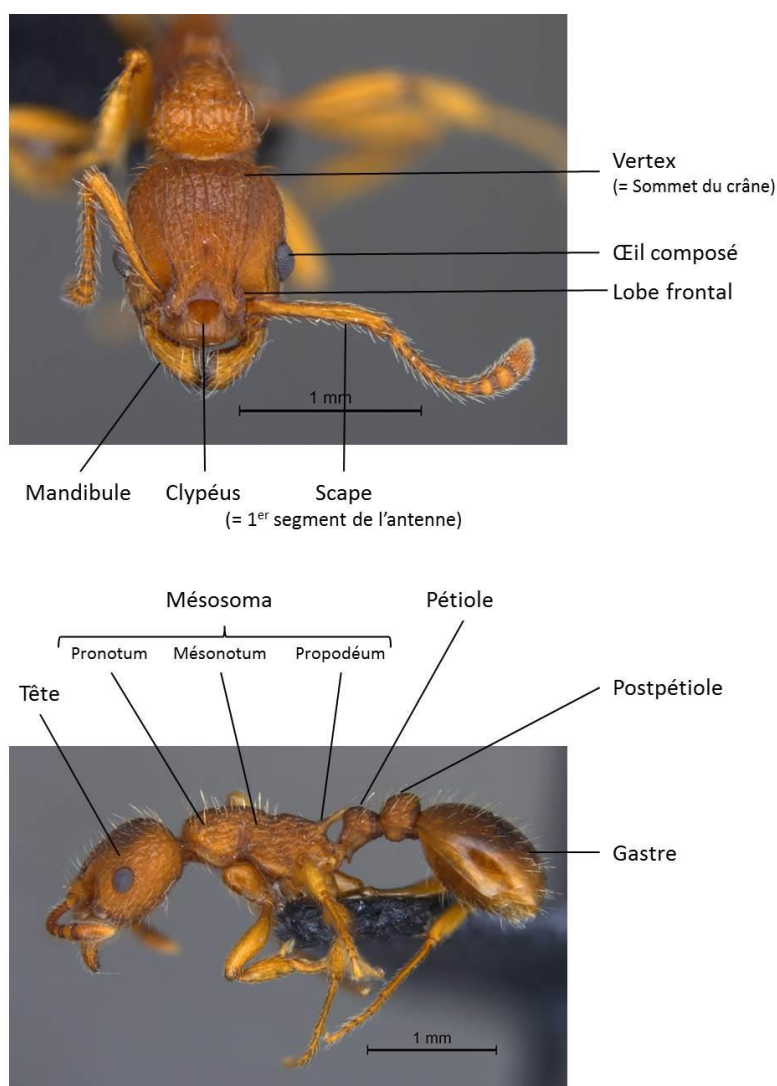 Vertex
(= Sommet du crâne)
Œil composé
Lobe frontal
1 mm
Mandibule Clypéus Scape
(= 1er segment de l’antenne)
Mésosoma Pétiole
Pronotum Mésonotum Propodéum
Tête
Postpétiole
Gastre
1 mm